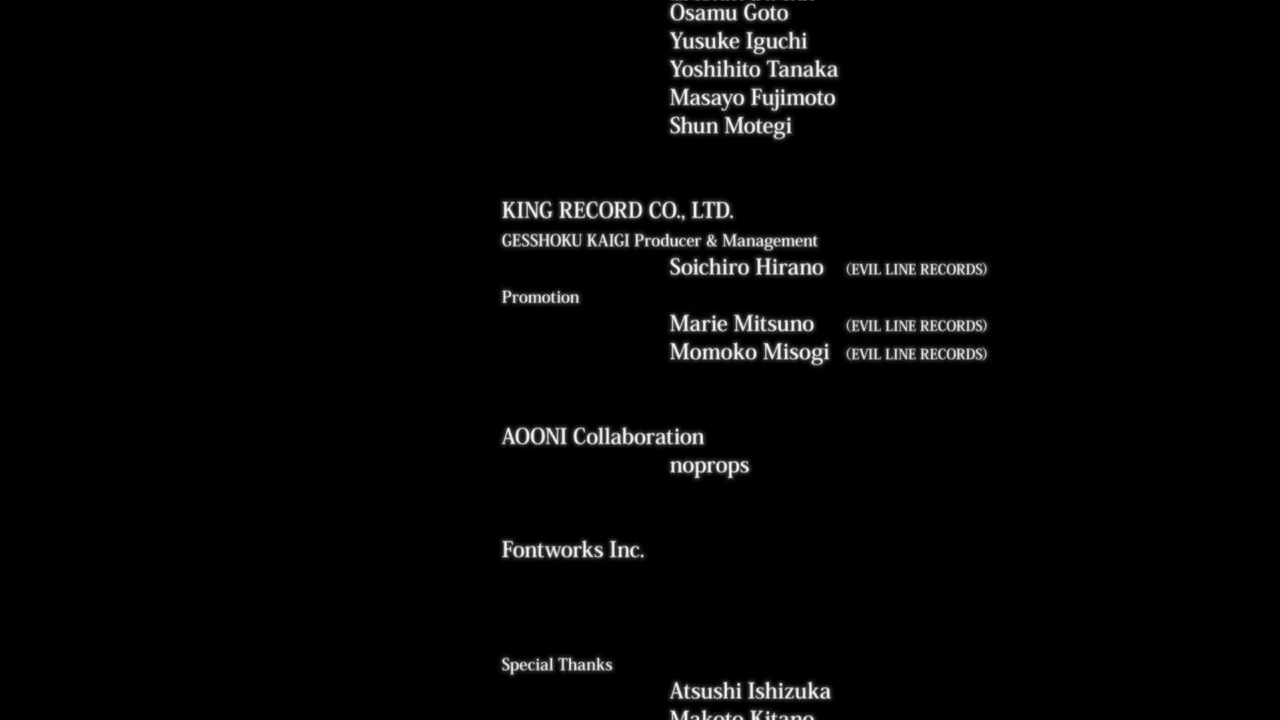 Osamu Goto
Yusuke Iguchi
Yoshihito Tanaka
Masayo Fujimoto
Shun Motegi
KING RECORD CO., LTD.
GESSHOKU KAIGI Producer & Management
Soichiro Hirano (EVIL LINE RECORDS)
Promotion
Marie Mitsuno (EVIL LINE RECORDS)
Momoko Misogi (EVIL LINE RECORDS)
AOONI Collaboration
noprops
Fontworks Inc.
Special Thanks
Atsushi Ishizuka
Makoto Kitano